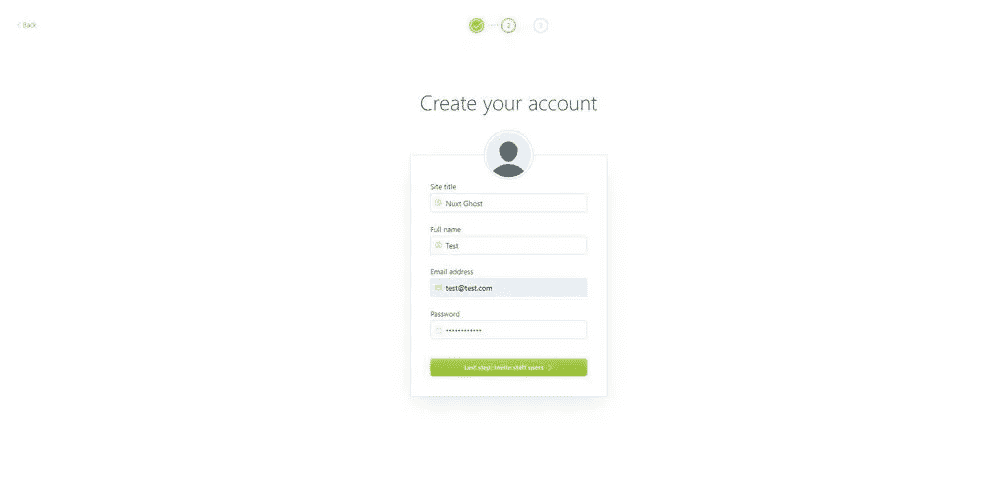 Back
2
3
Create your account
Site title
Nuxt Ghost
Full name
Test
Email address
test@test.com
Password
••••••••••••
Last step: Invite staff users